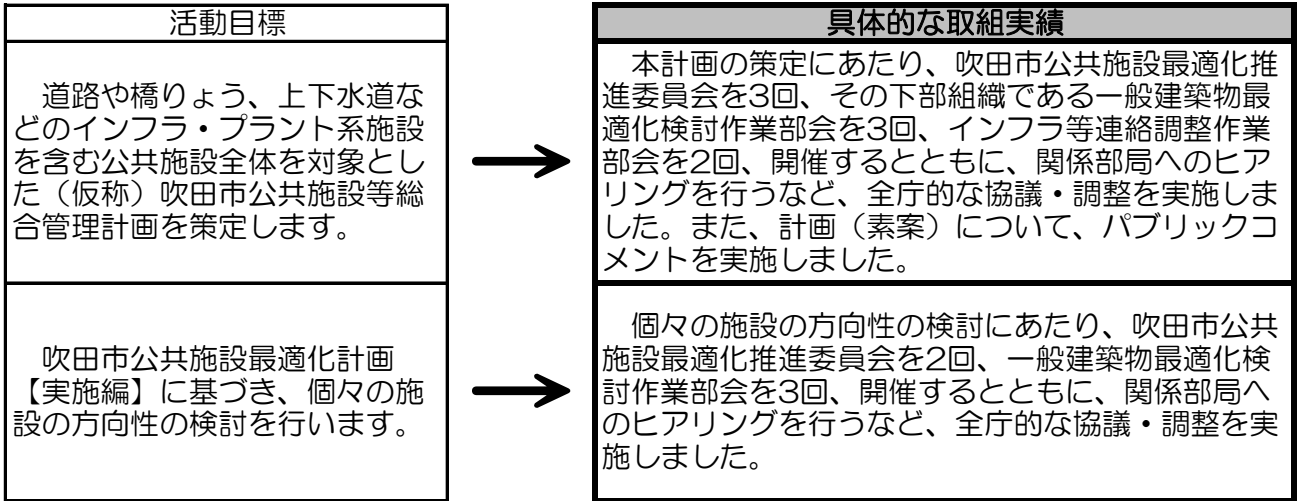 活動目標
道路や橋りょう、上下水道な
どのインフラ・プラント系施設
を含む公共施設全体を対象とし
た（仮称）吹田市公共施設等総
合管理計画を策定します。
具体的な取組実績
本計画の策定にあたり、吹田市公共施設最適化推
進委員会を3回、その下部組織である一般建築物最
適化検討作業部会を3回、インフラ等連絡調整作業
部会を2回、開催するとともに、関係部局へのヒア
リングを行うなど、全庁的な協議・調整を実施しま
した。また、計画（素案）について、パブリックコ
メントを実施しました。
吹田市公共施設最適化計画
【実施編】に基づき、個々の施
設の方向性の検討を行います。
個々の施設の方向性の検討にあたり、吹田市公共
施設最適化推進委員会を2回、一般建築物最適化検
討作業部会を3回、開催するとともに、関係部局へ
のヒアリングを行うなど、全庁的な協議・調整を実
施しました。